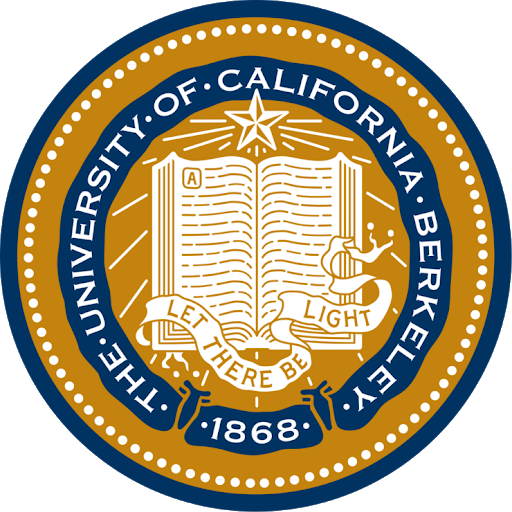 THE·UNIVERSITY·OF·CALIFORNIA·BERKELEY
A
LET THERE BE LIGHT
·1868·